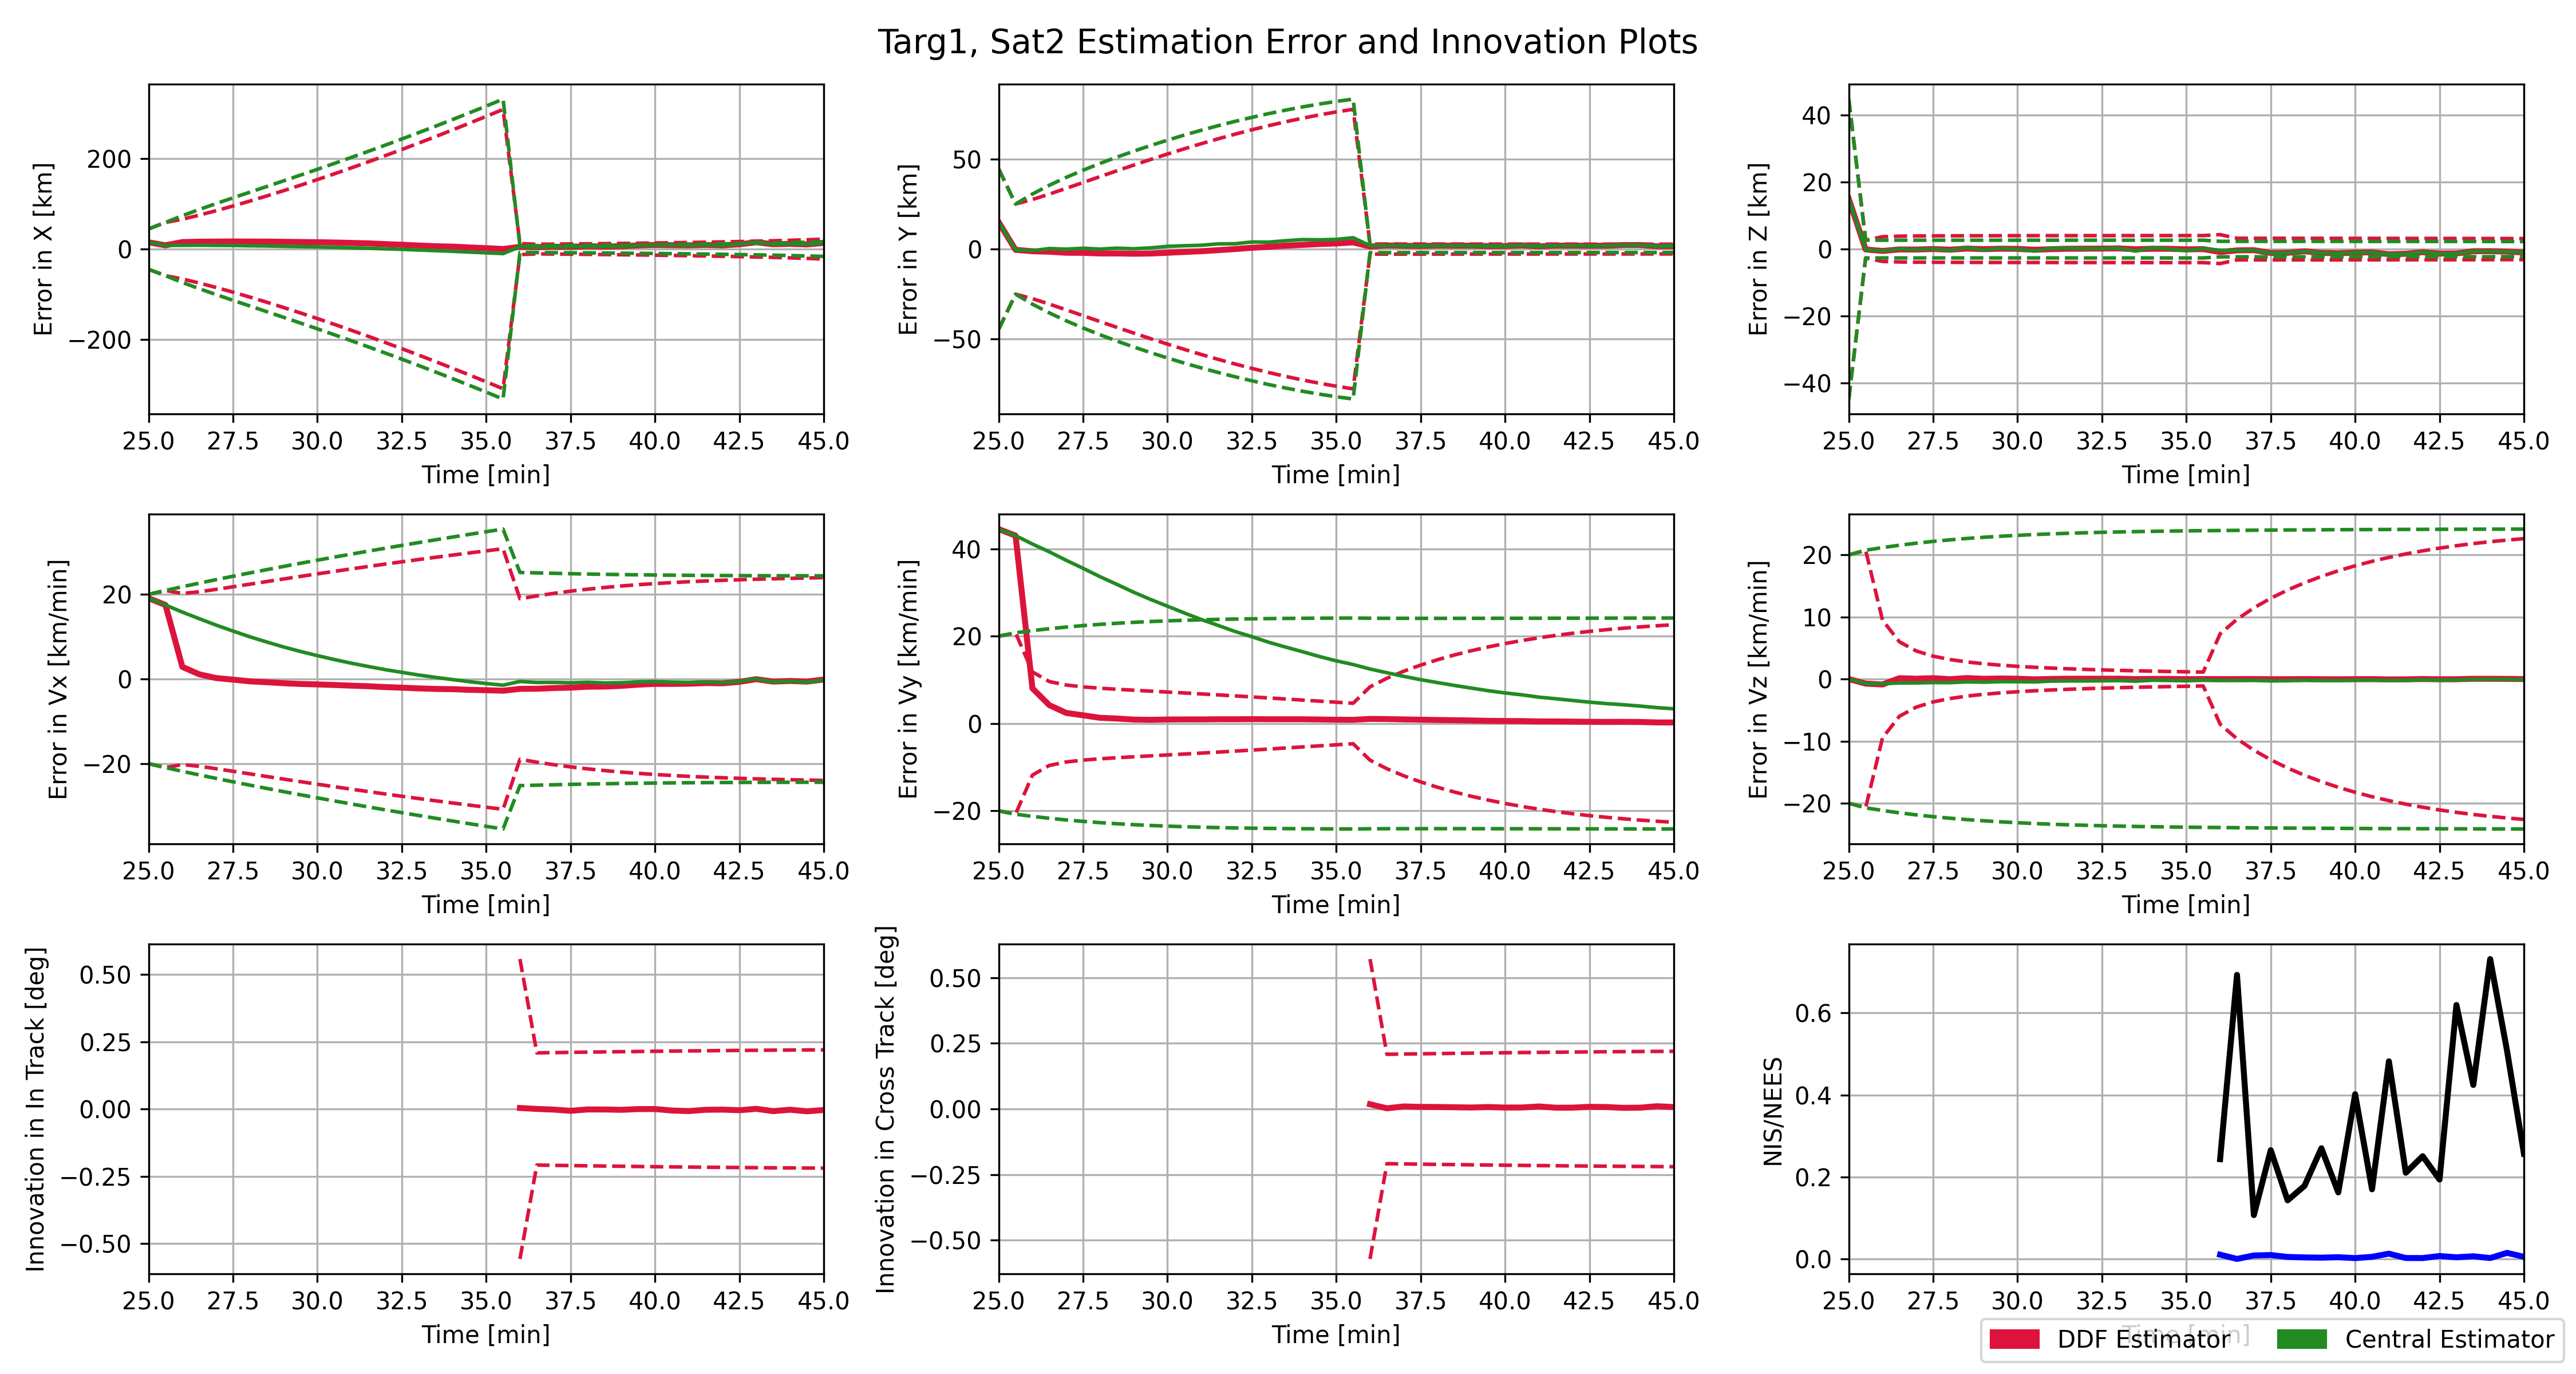 Targ1, Sat2 Estimation Error and Innovation Plots
Error in X [km]
200
0
−200
25.0 27.5 30.0 32.5 35.0 37.5 40.0 42.5 45.0
Time [min]
Error in Y [km]
50
0
−50
25.0 27.5 30.0 32.5 35.0 37.5 40.0 42.5 45.0
Time [min]
Error in Z [km]
40
20
0
−20
−40
25.0 27.5 30.0 32.5 35.0 37.5 40.0 42.5 45.0
Time [min]
Error in Vx [km/min]
20
0
−20
25.0 27.5 30.0 32.5 35.0 37.5 40.0 42.5 45.0
Time [min]
Error in Vy [km/min]
40
20
0
−20
25.0 27.5 30.0 32.5 35.0 37.5 40.0 42.5 45.0
Time [min]
Error in Vz [km/min]
20
10
0
−10
−20
25.0 27.5 30.0 32.5 35.0 37.5 40.0 42.5 45.0
Time [min]
Innovation in In Track [deg]
0.50
0.25
0.00
−0.25
−0.50
25.0 27.5 30.0 32.5 35.0 37.5 40.0 42.5 45.0
Time [min]
Innovation in Cross Track [deg]
0.50
0.25
0.00
−0.25
−0.50
25.0 27.5 30.0 32.5 35.0 37.5 40.0 42.5 45.0
Time [min]
NIS/NEES
0.6
0.4
0.2
0.0
25.0 27.5 30.0 32.5 35.0 37.5 40.0 42.5 45.0
Time [min]
DDF Estimator Central Estimator